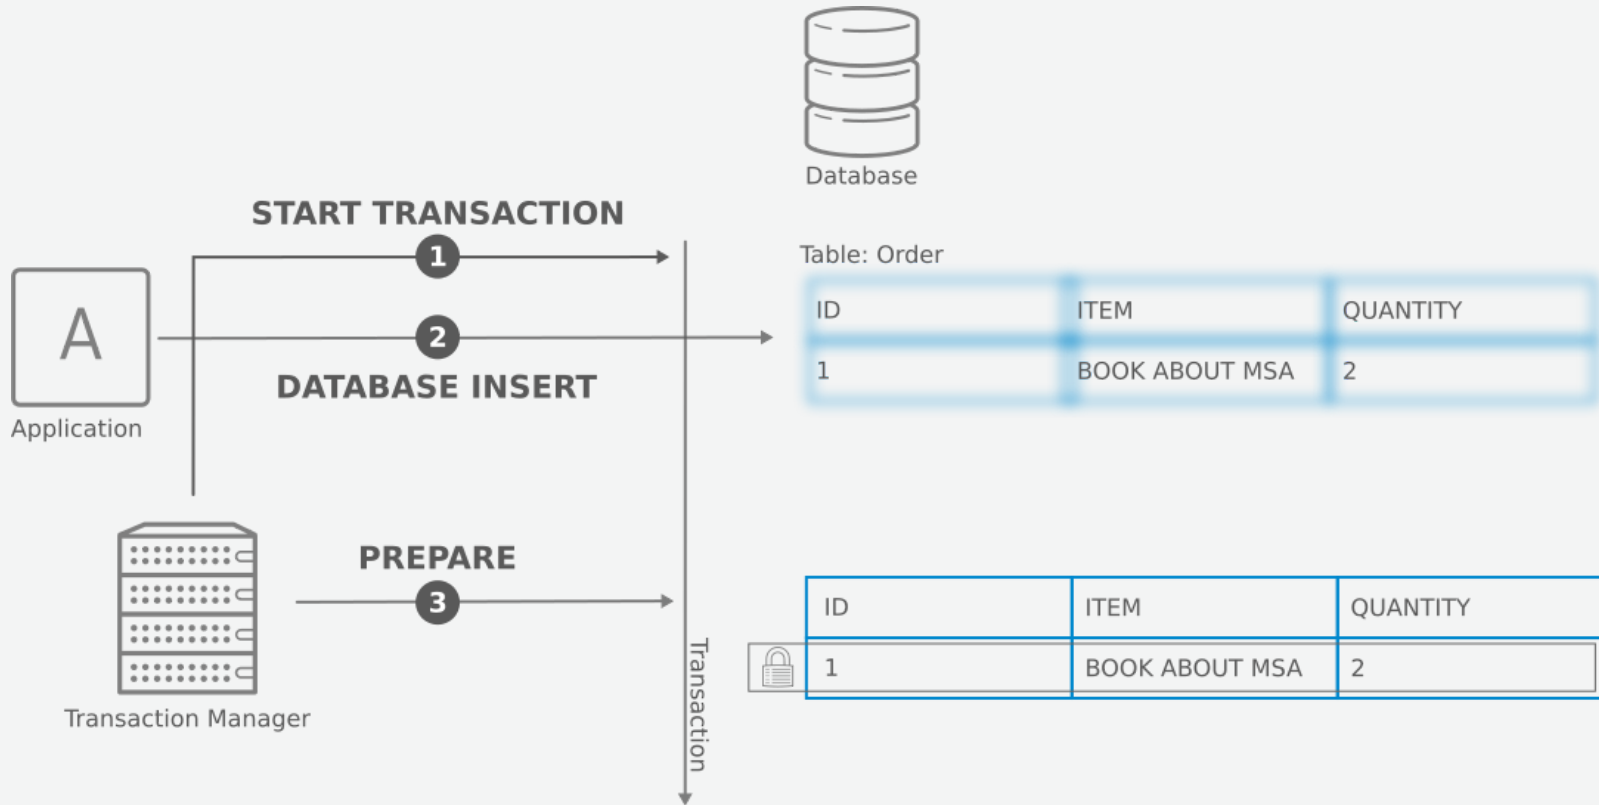 Database
START TRANSACTION
1
Table: Order
ID ITEM QUANTITY
A
2
1 BOOK ABOUT MSA 2
DATABASE INSERT
Application
PREPARE
3
ID ITEM QUANTITY
1 BOOK ABOUT MSA 2
Transaction
Transaction Manager